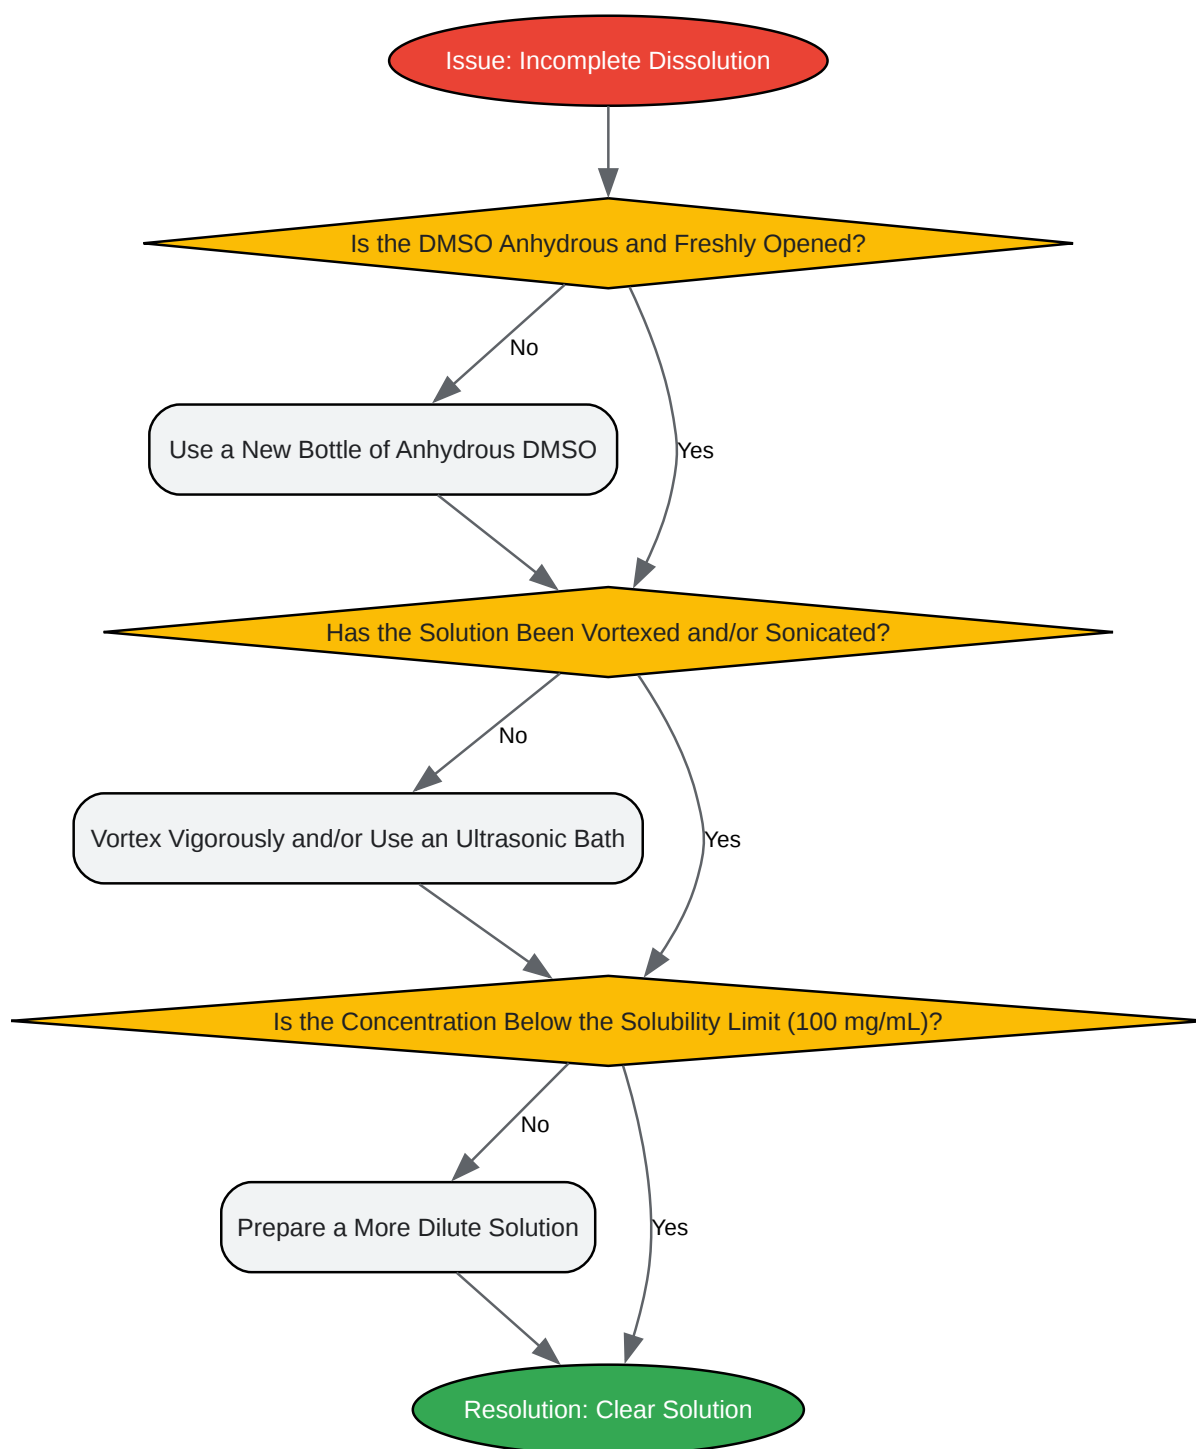 Issue: Incomplete Dissolution
Is the DMSO Anhydrous and Freshly Opened?
No
Use a New Bottle of Anhydrous DMSO
Yes
Has the Solution Been Vortexed and/or Sonicated?
No
Vortex Vigorously and/or Use an Ultrasonic Bath
Yes
Is the Concentration Below the Solubility Limit (100 mg/mL)?
No
Prepare a More Dilute Solution
Yes
Resolution: Clear Solution